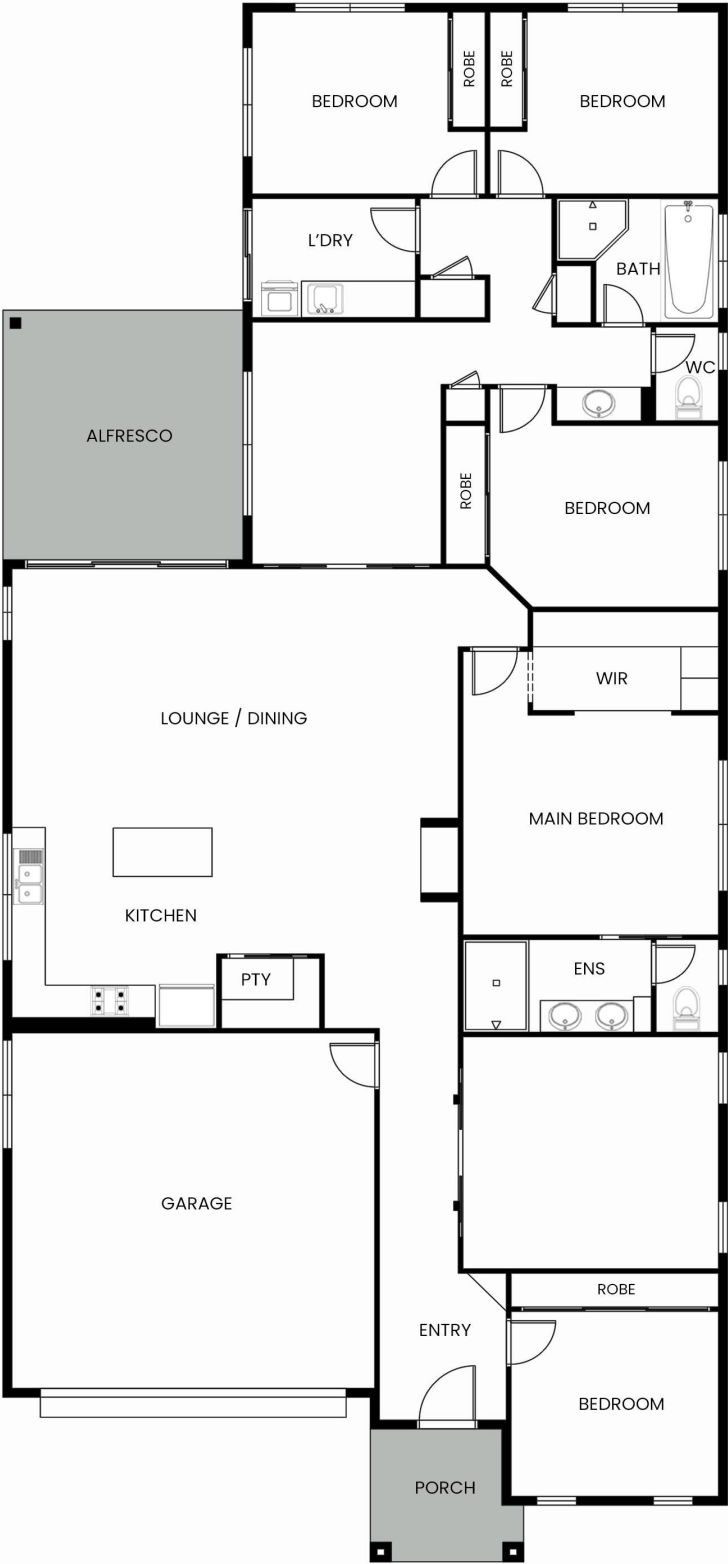 ROBE
ROBE
BEDROOM
BEDROOM
L'DRY
BATH
WC
ALFRESCO
ROBE
BEDROOM
WIR
LOUNGE / DINING
MAIN BEDROOM
KITCHEN
ENS
PTY
GARAGE
ROBE
ENTRY
BEDROOM
PORCH